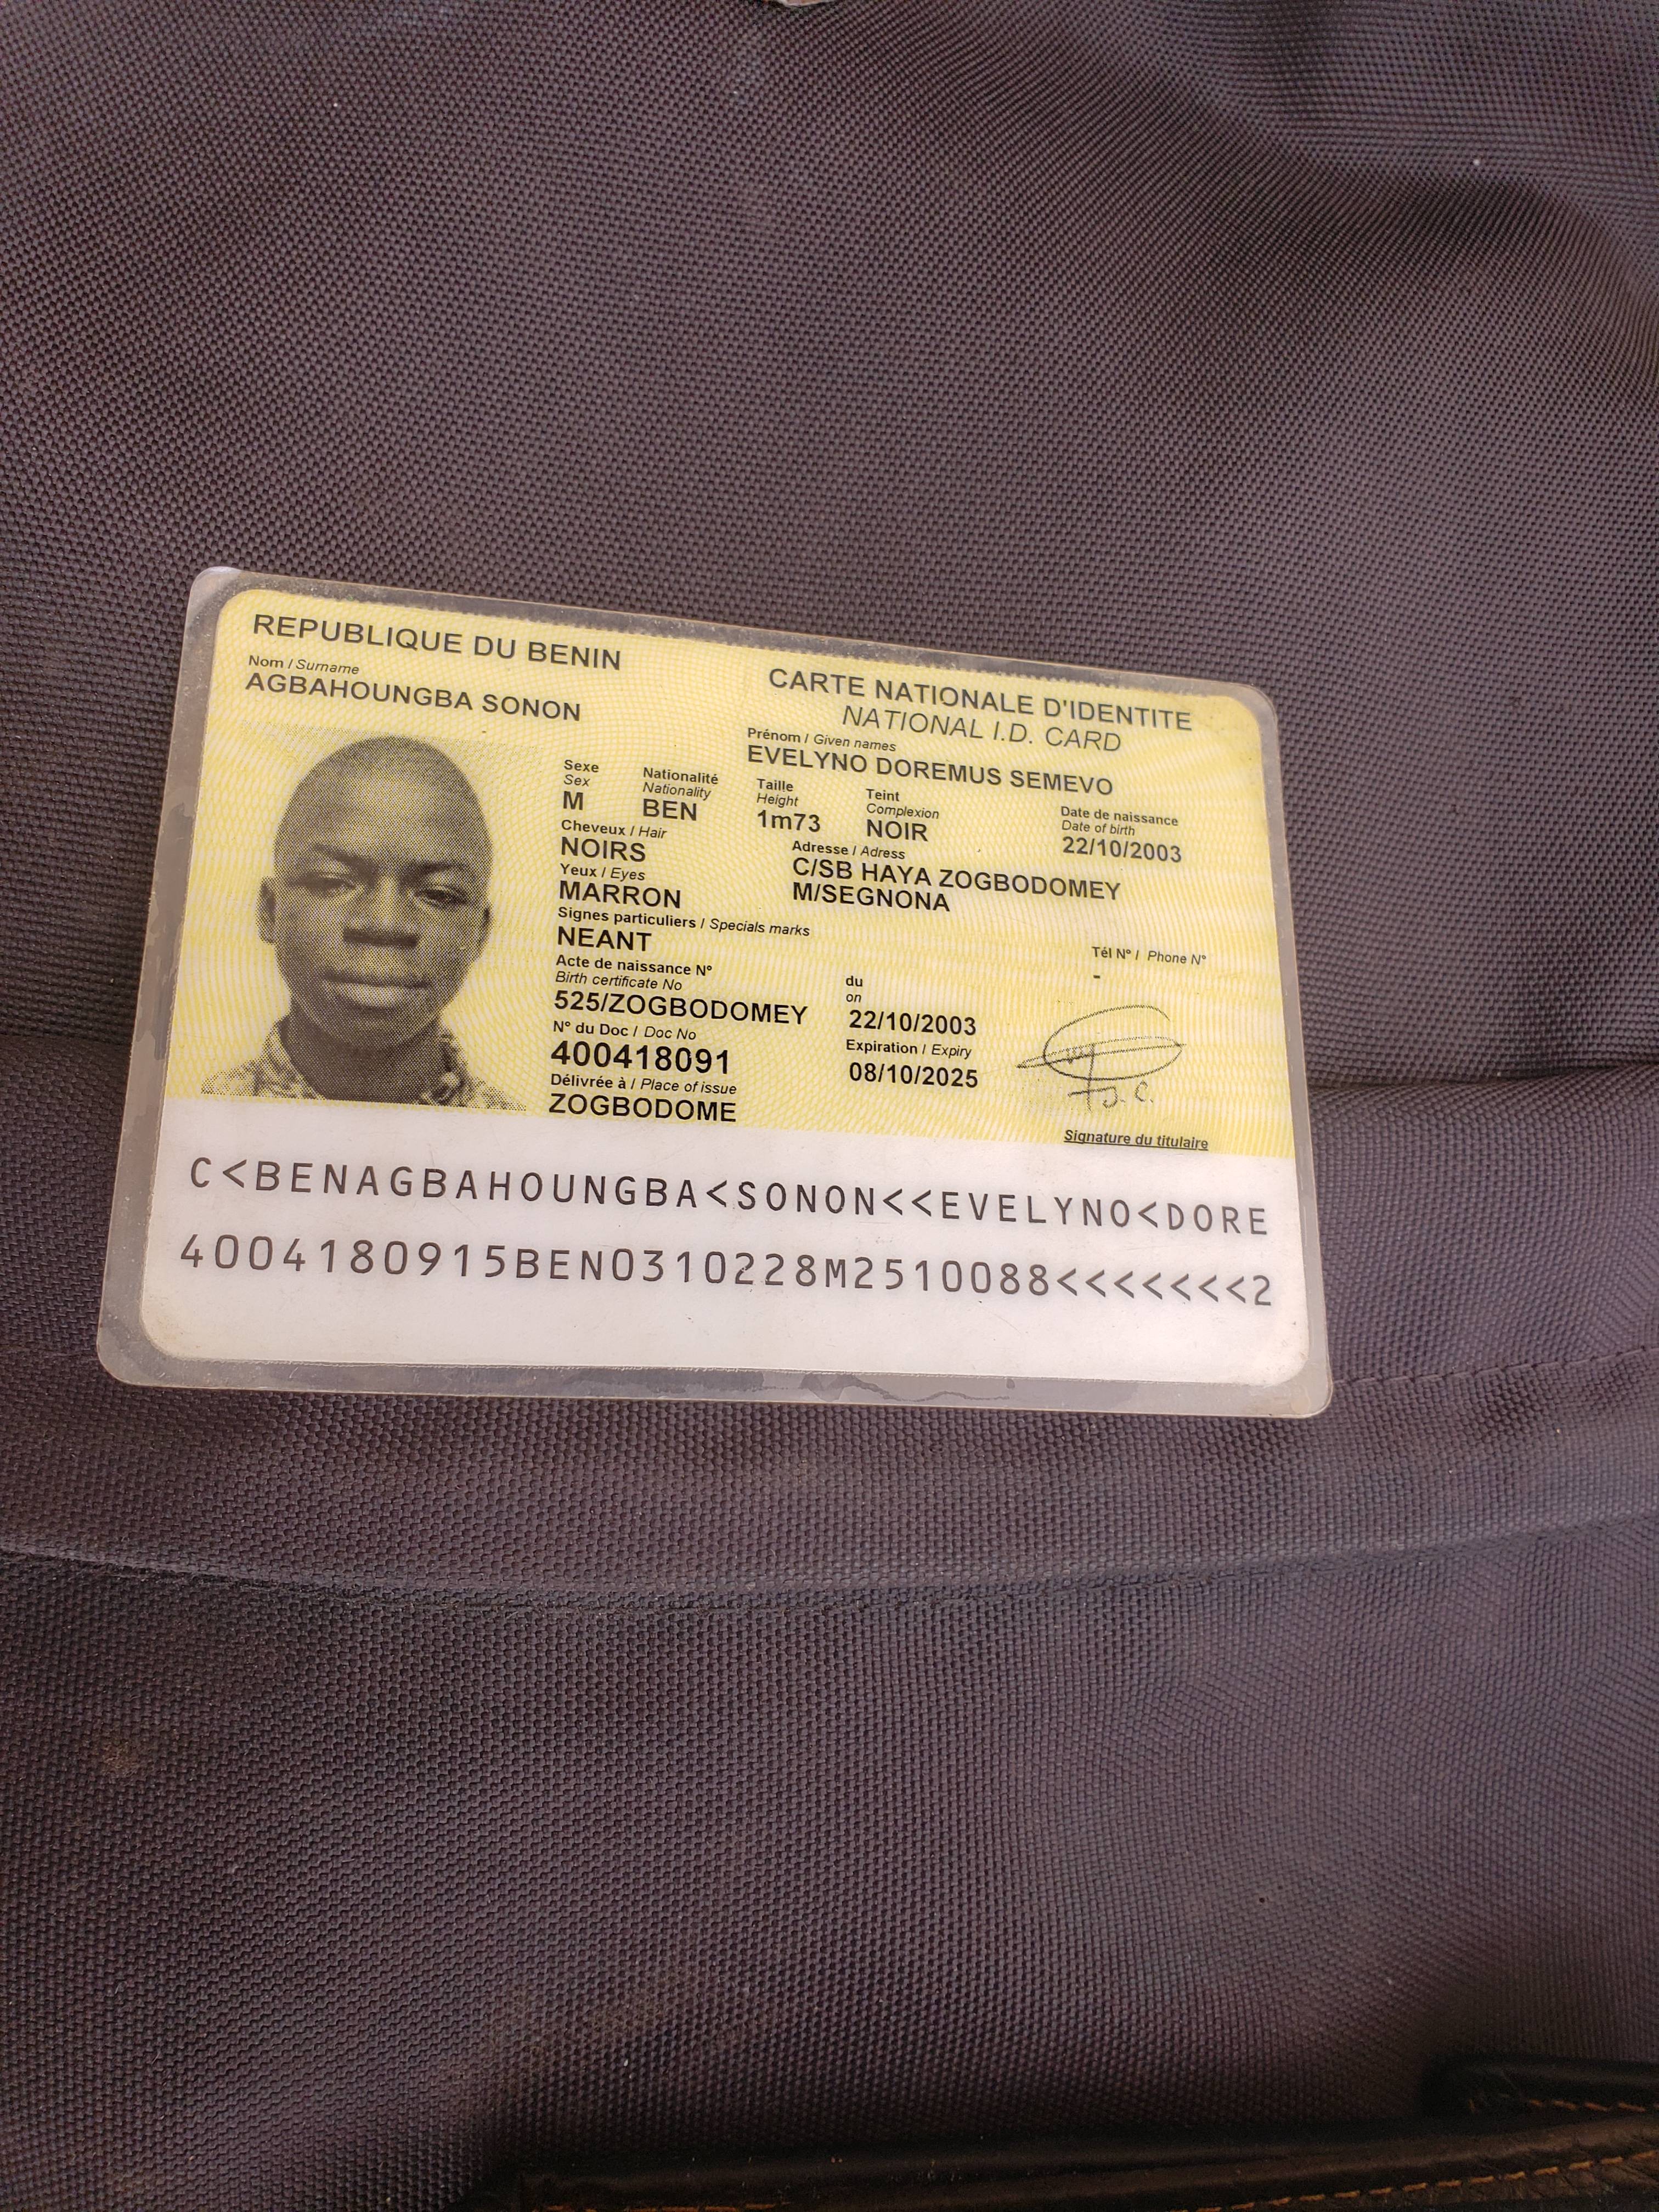 REPUBLIQUE DU BENIN
CARTE NATIONALE D'IDENTITE
NATIONAL I.D. CARD
Nom / Surname
AGBAHOUNGBA SONON
Prénom / Given names
EVELYNO DOREMUS SEMEVO
Sexe
Sex
M
Nationalité
Nationality
BEN
Taille
Height
1m73
Teint
Complexion
NOIR
Date de naissance
Date of birth
22/10/2003
Cheveux / Hair
NOIRS
Adresse / Adress
C/SB HAYA ZOGBODOMEY
M/SEGNONA
Yeux / Eyes
MARRON
Signes particuliers / Specials marks
NEANT
Tél N° / Phone N°
-
Acte de naissance N°
Birth certificate No
525/ZOGBODOMEY
du
on
22/10/2003
N° du Doc / Doc No
400418091
Expiration / Expiry
08/10/2025
Délivrée à / Place of issue
ZOGBODOME
Signature du titulaire
C<BENAGBAHOUNGBA<SONON<<EVELYNO<DORE
4004180915BEN0310228M2510088<<<<<<<2